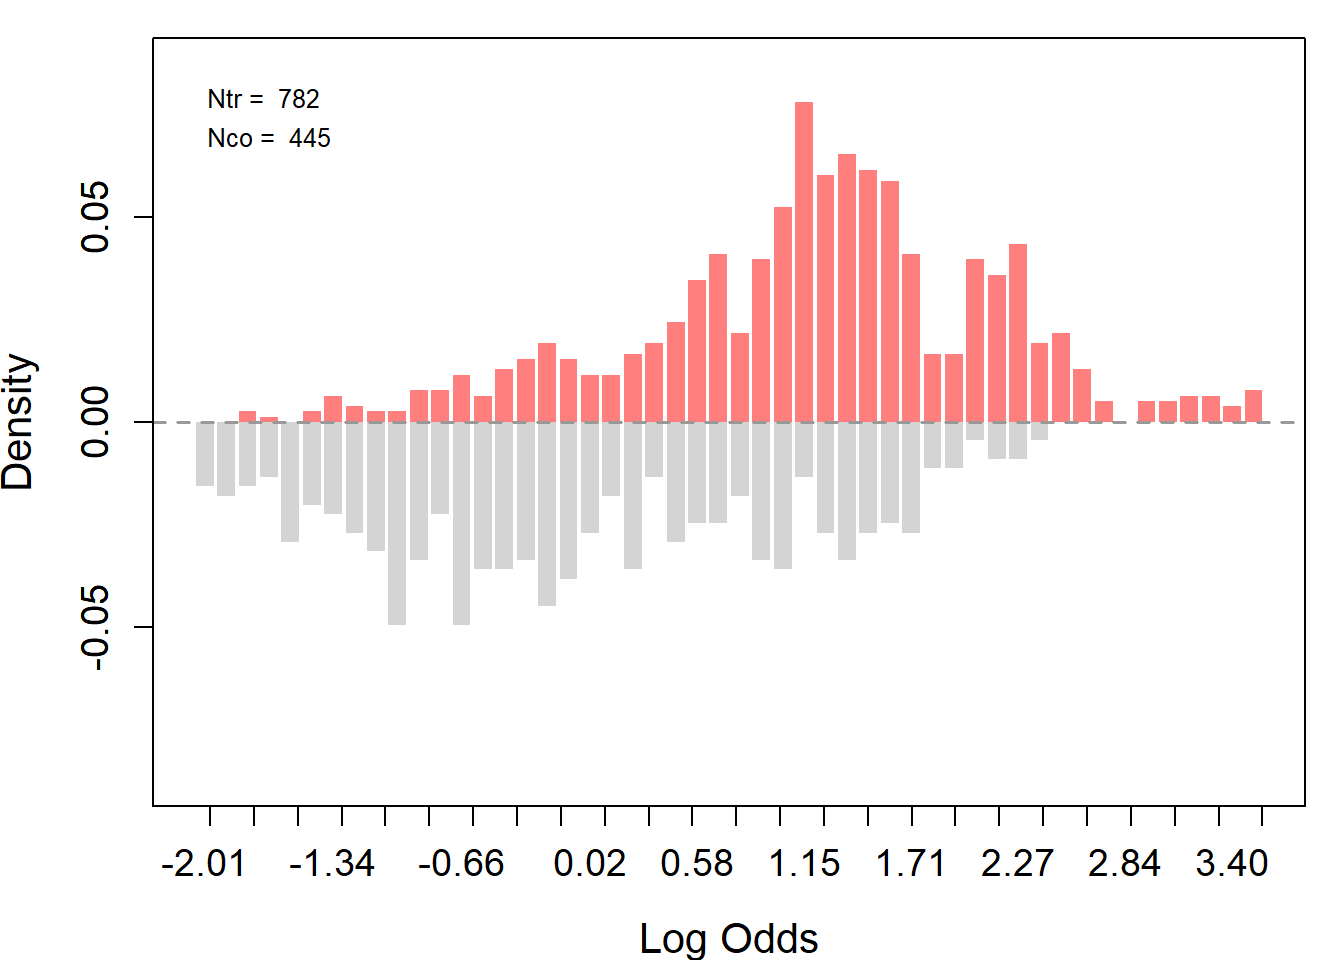 Ntr = 782
Nco = 445
0.05
0.00
-0.05
Density
-2.01 -1.34 -0.66 0.02 0.58 1.15 1.71 2.27 2.84 3.40
Log Odds